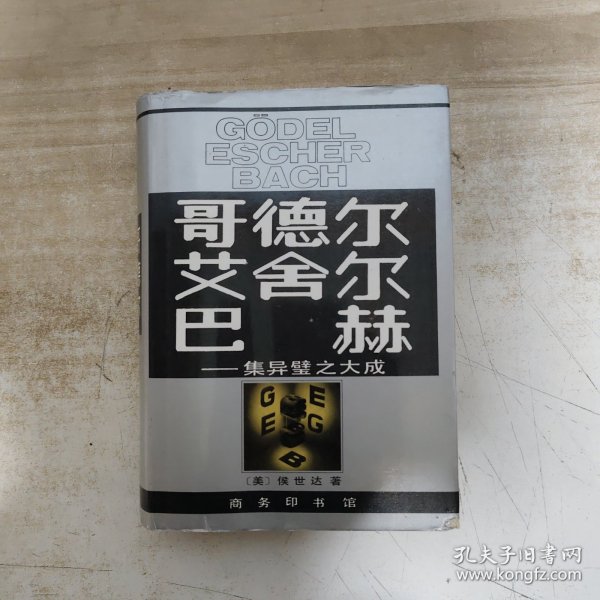 GÖDEL
ESCHER
BACH
哥德尔
艾舍尔
巴赫
——集异璧之大成
G E
E G
B
〔美〕侯世达 著
商务印书馆
孔夫子旧书网
www.kongfz.com